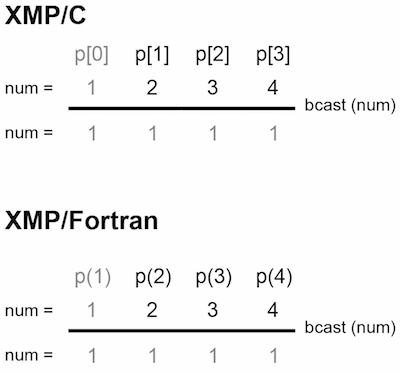 XMP/C
p[0] p[1] p[2] p[3]
num = 1 2 3 4
bcast (num)
num = 1 1 1 1
XMP/Fortran
p(1) p(2) p(3) p(4)
num = 1 2 3 4
bcast (num)
num = 1 1 1 1